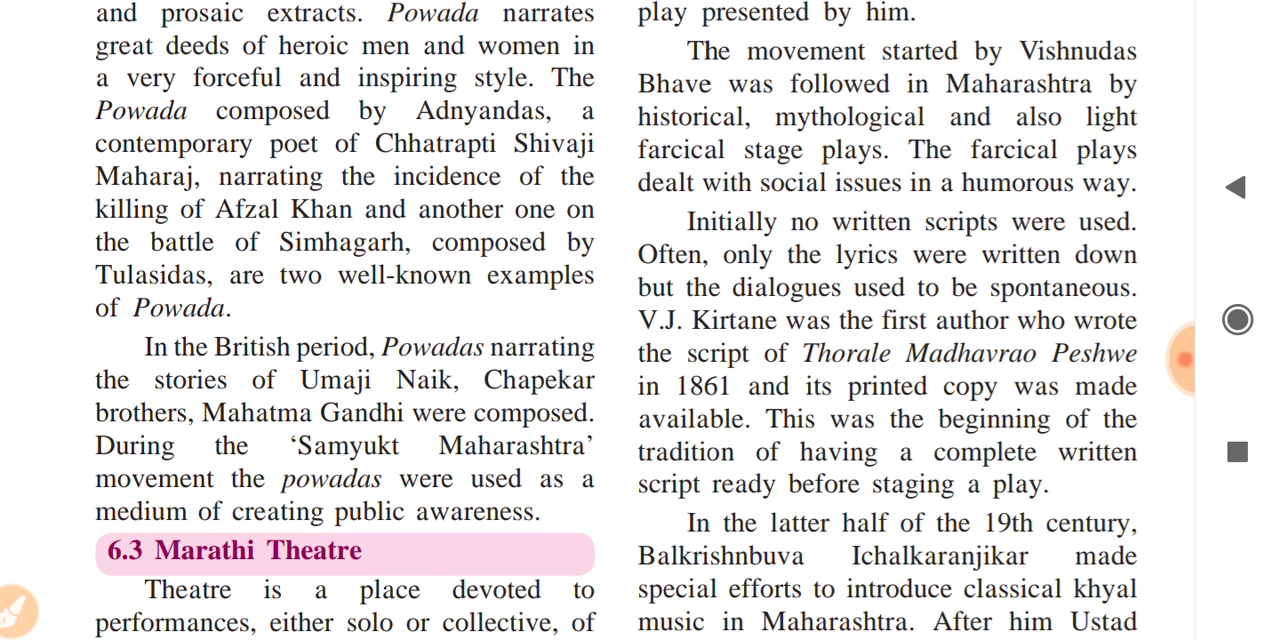 and prosaic extracts. Powada narrates
great deeds of heroic men and women in
a very forceful and inspiring style. The
Powada composed by Adnyandas, a
contemporary poet of Chhatrapti Shivaji
Maharaj, narrating the incidence of the
killing of Afzal Khan and another one on
the battle of Simhagarh, composed by
Tulasidas, are two well-known examples
of Powada.
In the British period, Powadas narrating
the stories of Umaji Naik, Chapekar
brothers, Mahatma Gandhi were composed.
During the ‘Samyukt Maharashtra’
movement the powadas were used as a
medium of creating public awareness.
6.3 Marathi Theatre
Theatre is a place devoted to
performances, either solo or collective, of
play presented by him.
The movement started by Vishnudas
Bhave was followed in Maharashtra by
historical, mythological and also light
farcical stage plays. The farcical plays
dealt with social issues in a humorous way.
Initially no written scripts were used.
Often, only the lyrics were written down
but the dialogues used to be spontaneous.
V.J. Kirtane was the first author who wrote
the script of Thorale Madhavrao Peshwe
in 1861 and its printed copy was made
available. This was the beginning of the
tradition of having a complete written
script ready before staging a play.
In the latter half of the 19th century,
Balkrishnbuva Ichalkaranjikar made
special efforts to introduce classical khyal
music in Maharashtra. After him Ustad